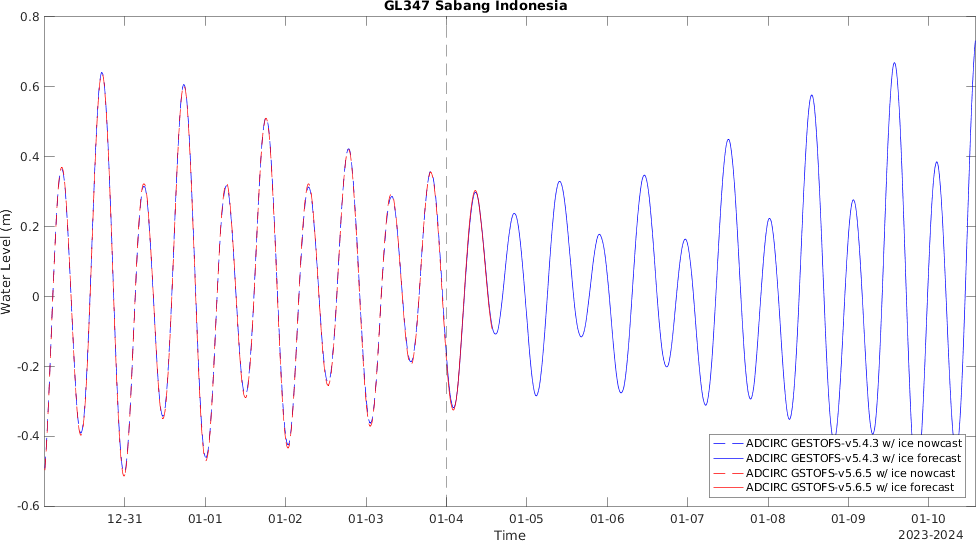 GL347 Sabang Indonesia
0.8
0.6
0.4
0.2
0
-0.2
-0.4
-0.6
Water Level (m)
12-31
01-01
01-02
01-03
01-04
01-05
01-06
01-07
01-08
01-09
01-10
Time
2023-2024
ADCIRC GESTOFS-v5.4.3 w/ ice nowcast
ADCIRC GESTOFS-v5.4.3 w/ ice forecast
ADCIRC GSTOFS-v5.6.5 w/ ice nowcast
ADCIRC GSTOFS-v5.6.5 w/ ice forecast